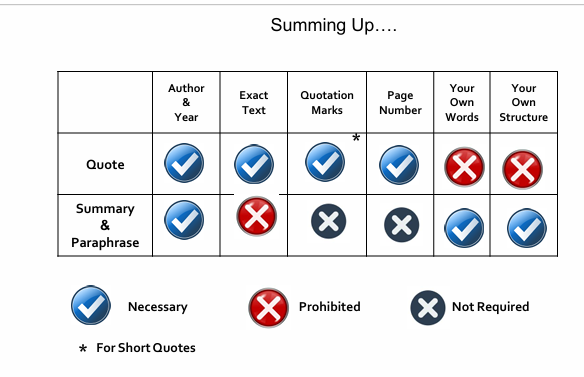 Summing Up....
Author
&
Year
Exact
Text
Quotation
Marks
Page
Number
Your
Own
Words
Your
Own
Structure
Quote
*
Summary
&
Paraphrase
Necessary
Prohibited
Not Required
* For Short Quotes